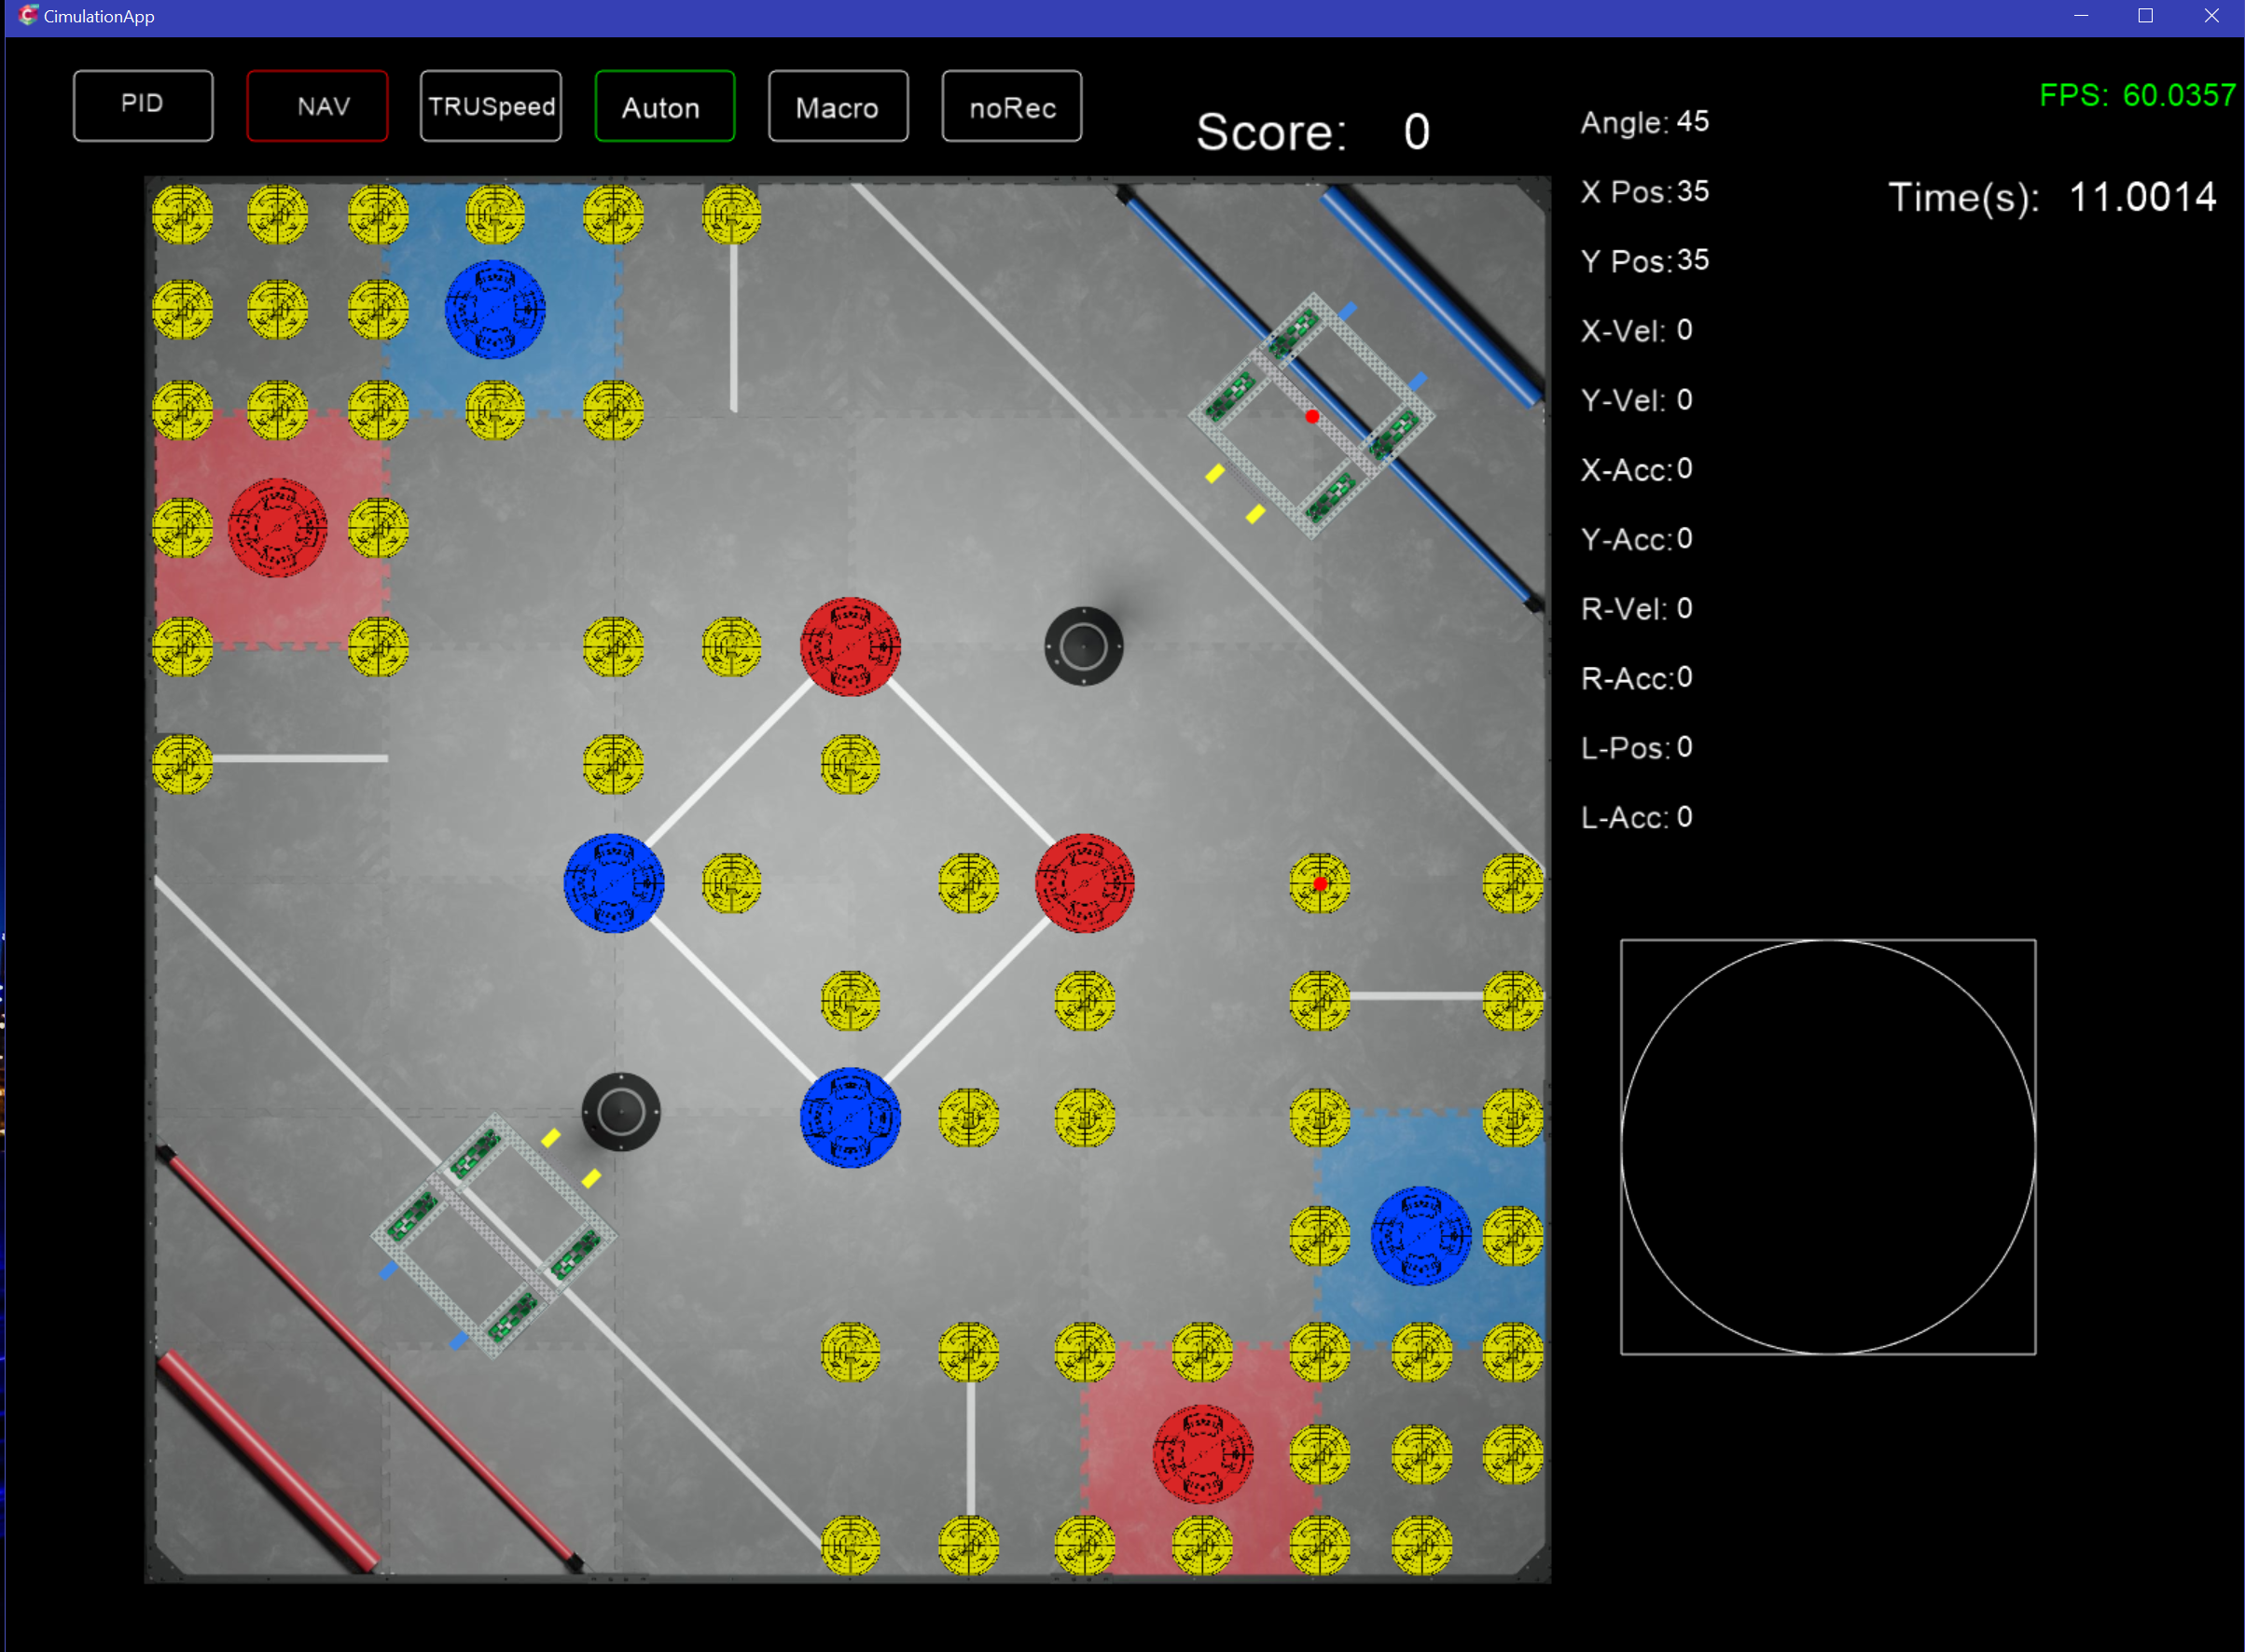 CimulationApp
PID NAV TRUSpeed Auton Macro noRec
Score: 0
FPS: 60.0357
Time(s): 11.0014
Angle: 45
X Pos: 35
Y Pos: 35
X-Vel: 0
Y-Vel: 0
X-Acc: 0
Y-Acc: 0
R-Vel: 0
R-Acc: 0
L-Pos: 0
L-Acc: 0